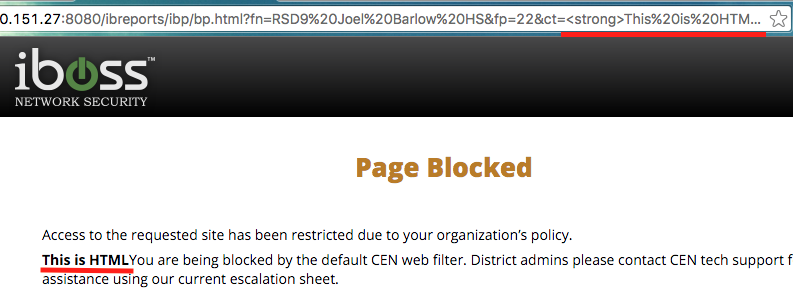 0.151.27:8080/ibreports/ibp/bp.html?fn=RSD9%20Joel%20Barlow%20HS&fp=22&ct=<strong>This%20is%20HTM...
iboss™
NETWORK SECURITY
Page Blocked
Access to the requested site has been restricted due to your organization's policy.
This is HTMLYou are being blocked by the default CEN web filter. District admins please contact CEN tech support f
assistance using our current escalation sheet.